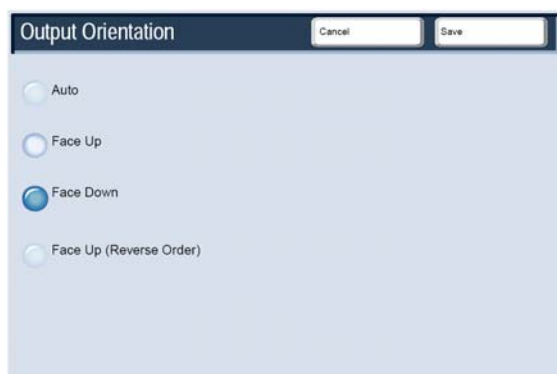 Output Orientation Cancel Save
Auto
Face Up
Face Down
Face Up (Reverse Order)